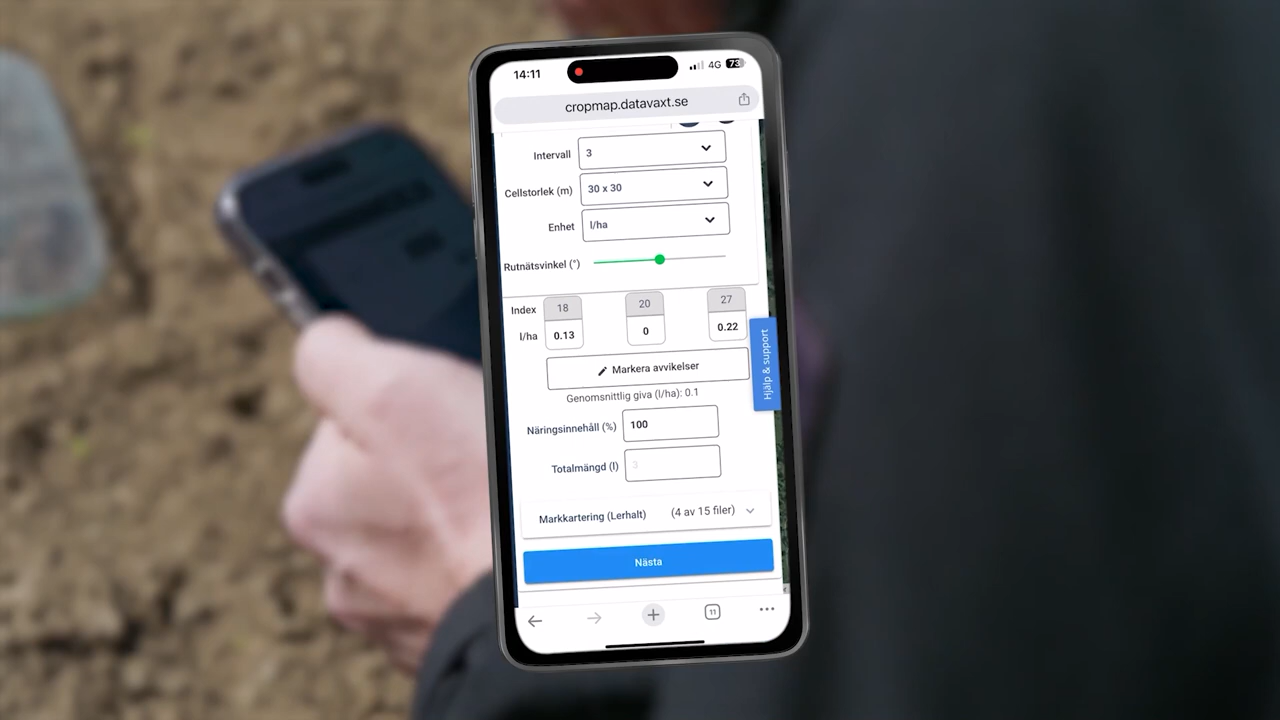 14:11 4G 73
cropmap.datavaxt.se
Intervall 3
Cellstorlek (m) 30 x 30
Enhet l/ha
Rutnätsvinkel (°)
Index 18 20 27
l/ha 0.13 0 0.22
Markera avvikelser
Genomsnittlig giva (l/ha): 0.1
Näringsinnehåll (%) 100
Totalmängd (l) 3
Markkartering (Lerhalt) (4 av 15 filer)
Nästa
11
Hjälp & support